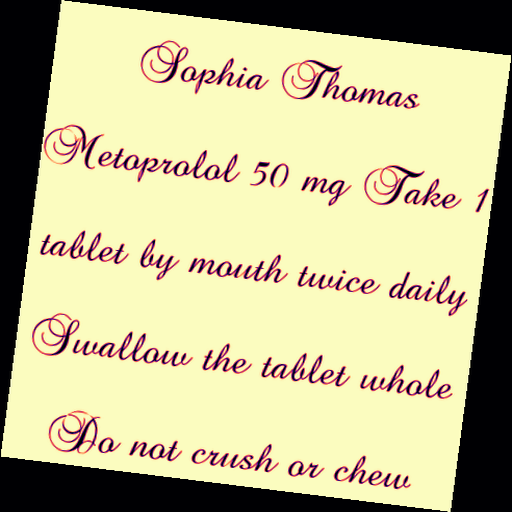 Sophia Thomas
Metoprolol 50 mg Take 1
tablet by mouth twice daily
Swallow the tablet whole
Do not crush or chew